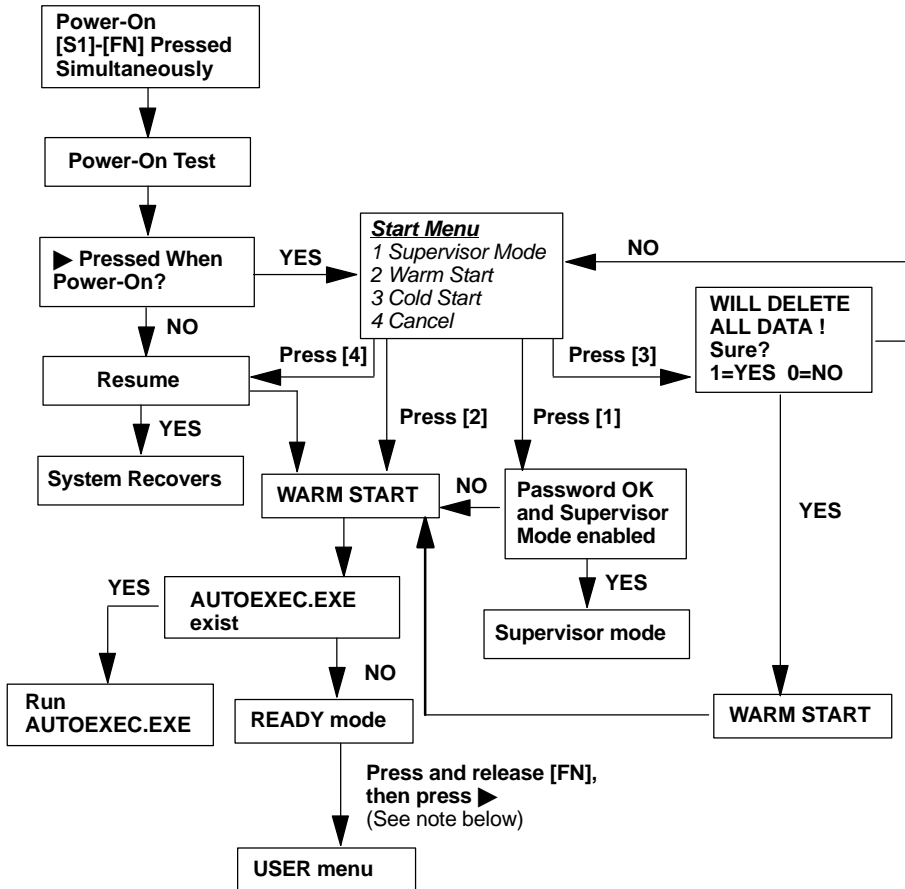 Power-On
[S1]-[FN] Pressed
Simultaneously
Power-On Test
▶ Pressed When
Power-On?
YES
NO
Start Menu
1 Supervisor Mode
2 Warm Start
3 Cold Start
4 Cancel
NO
WILL DELETE
ALL DATA !
Sure?
1=YES 0=NO
Press [4]
Press [3]
Resume
YES
Press [2]
Press [1]
System Recovers
WARM START
NO
Password OK
and Supervisor
Mode enabled
YES
YES
AUTOEXEC.EXE
exist
YES
Supervisor mode
NO
Run
AUTOEXEC.EXE
READY mode
WARM START
Press and release [FN],
then press ▶
(See note below)
USER menu